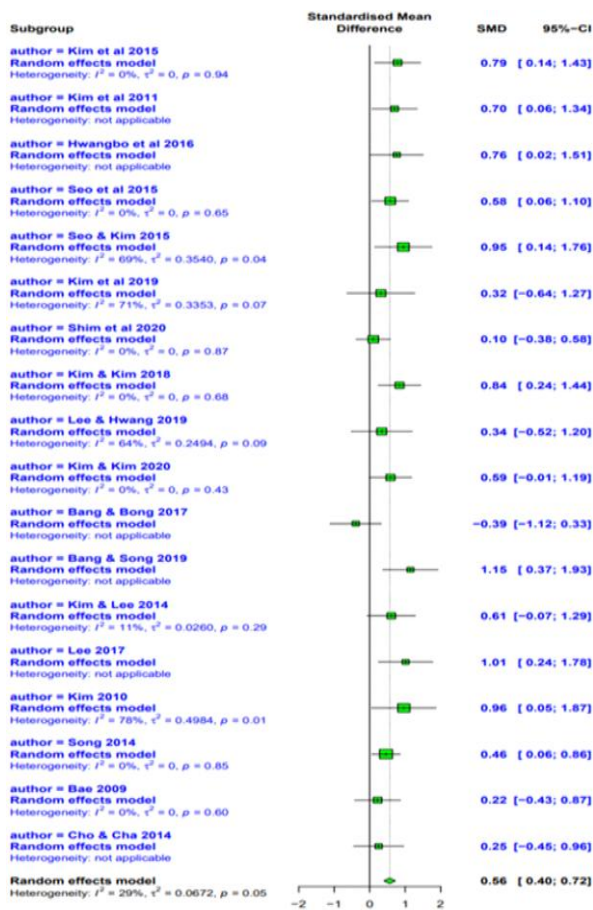 Standardised Mean
Subgroup Difference SMD 95%-CI
author = Kim et al 2015
Random effects model 0.79 [ 0.14; 1.43]
Heterogeneity: I² = 0%, τ² = 0, p = 0.94
author = Kim et al 2011
Random effects model 0.70 [ 0.06; 1.34]
Heterogeneity: not applicable
author = Hwangbo et al 2016
Random effects model 0.76 [ 0.02; 1.51]
Heterogeneity: not applicable
author = Seo et al 2015
Random effects model 0.58 [ 0.06; 1.10]
Heterogeneity: I² = 0%, τ² = 0, p = 0.65
author = Seo & Kim 2015
Random effects model 0.95 [ 0.14; 1.76]
Heterogeneity: I² = 69%, τ² = 0.3540, p = 0.04
author = Kim et al 2019
Random effects model 0.32 [−0.64; 1.27]
Heterogeneity: I² = 71%, τ² = 0.3353, p = 0.07
author = Shim et al 2020
Random effects model 0.10 [−0.38; 0.58]
Heterogeneity: I² = 0%, τ² = 0, p = 0.87
author = Kim & Kim 2018
Random effects model 0.84 [ 0.24; 1.44]
Heterogeneity: I² = 0%, τ² = 0, p = 0.68
author = Lee & Hwang 2019
Random effects model 0.34 [−0.52; 1.20]
Heterogeneity: I² = 64%, τ² = 0.2494, p = 0.09
author = Kim & Kim 2020
Random effects model 0.59 [−0.01; 1.19]
Heterogeneity: I² = 0%, τ² = 0, p = 0.43
author = Bang & Bong 2017
Random effects model −0.39 [−1.12; 0.33]
Heterogeneity: not applicable
author = Bang & Song 2019
Random effects model 1.15 [ 0.37; 1.93]
Heterogeneity: not applicable
author = Kim & Lee 2014
Random effects model 0.61 [−0.07; 1.29]
Heterogeneity: I² = 11%, τ² = 0.0260, p = 0.29
author = Lee 2017
Random effects model 1.01 [ 0.24; 1.78]
Heterogeneity: not applicable
author = Kim 2010
Random effects model 0.96 [ 0.05; 1.87]
Heterogeneity: I² = 78%, τ² = 0.4984, p = 0.01
author = Song 2014
Random effects model 0.46 [ 0.06; 0.86]
Heterogeneity: I² = 0%, τ² = 0, p = 0.85
author = Bae 2009
Random effects model 0.22 [−0.43; 0.87]
Heterogeneity: I² = 0%, τ² = 0, p = 0.60
author = Cho & Cha 2014
Random effects model 0.25 [−0.45; 0.96]
Heterogeneity: not applicable
Random effects model 0.56 [ 0.40; 0.72]
Heterogeneity: I² = 29%, τ² = 0.0672, p = 0.05
−2 −1 0 1 2